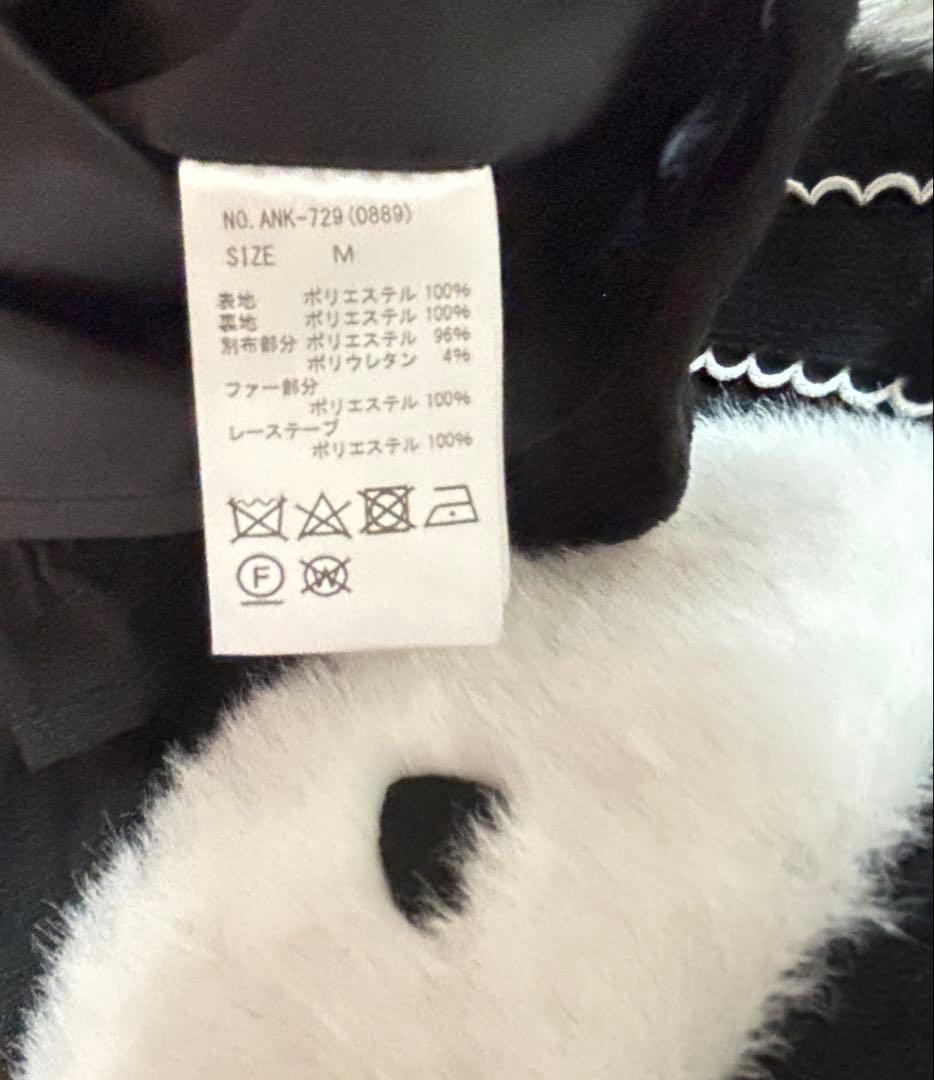 NO. ANK-729(0889)
SIZE M
表地 ポリエステル 100%
裏地 ポリエステル 100%
別布部分 ポリエステル 96%
ポリウレタン 4%
ファー部分
ポリエステル 100%
レーステープ
ポリエステル 100%
F W